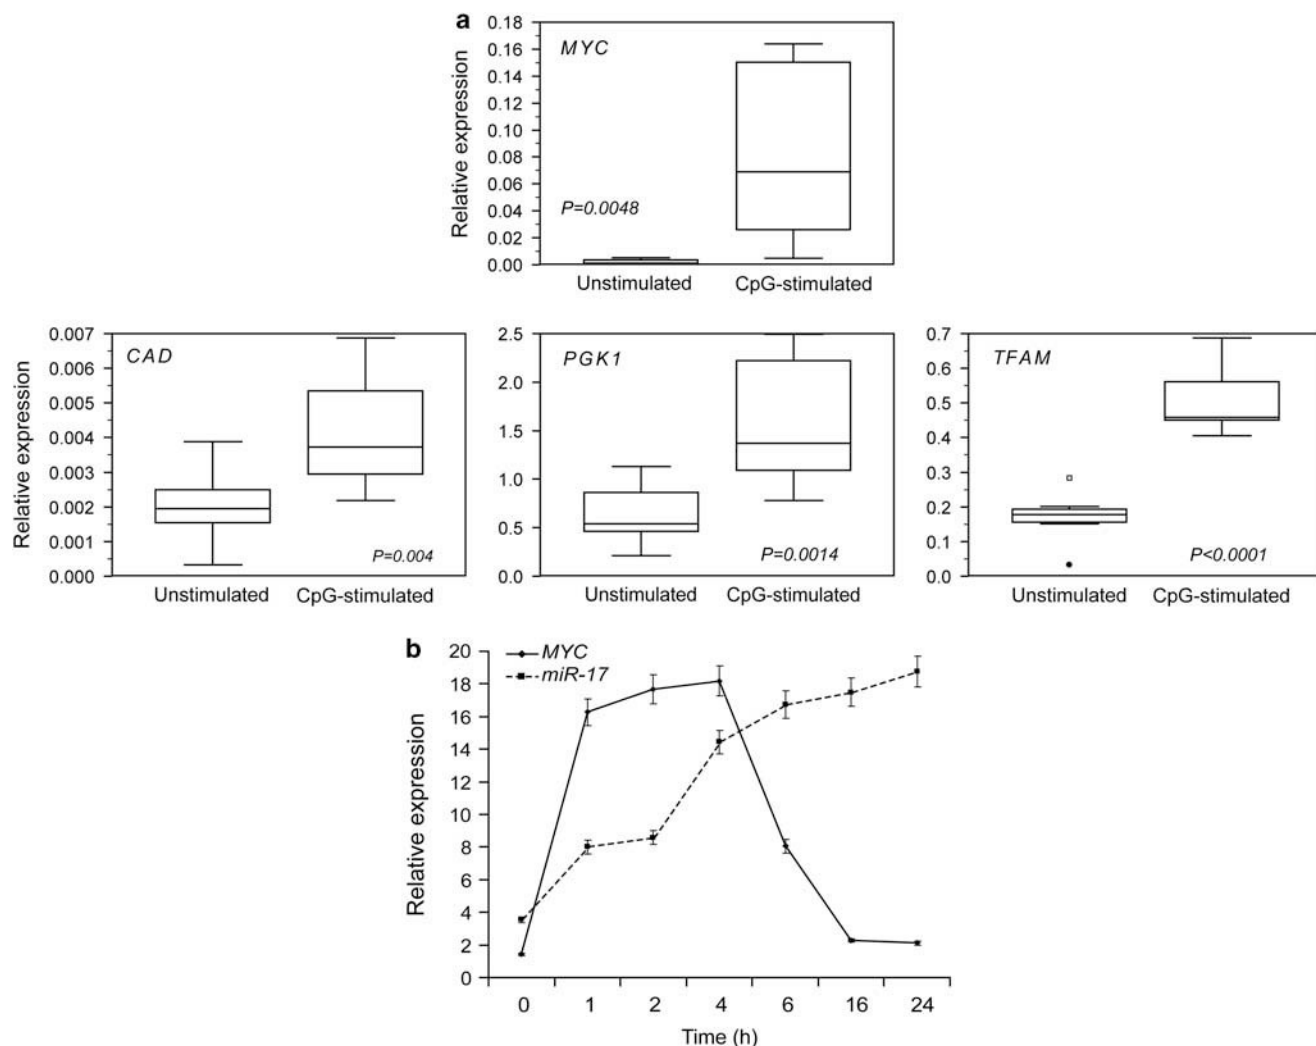 a
0.18
0.16
0.14
0.12
0.10
0.08
0.06
0.04
0.02
0.00
Relative expression
MYC
P=0.0048
Unstimulated CpG-stimulated
0.007
0.006
0.005
0.004
0.003
0.002
0.001
0.000
Relative expression
CAD
P=0.004
Unstimulated CpG-stimulated
2.5
2.0
1.5
1.0
0.5
0.0
PGK1
P=0.0014
Unstimulated CpG-stimulated
0.7
0.6
0.5
0.4
0.3
0.2
0.1
0.0
TFAM
P<0.0001
Unstimulated CpG-stimulated
b
20
18
16
14
12
10
8
6
4
2
0
Relative expression
MYC
miR-17
0 1 2 4 6 16 24
Time (h)